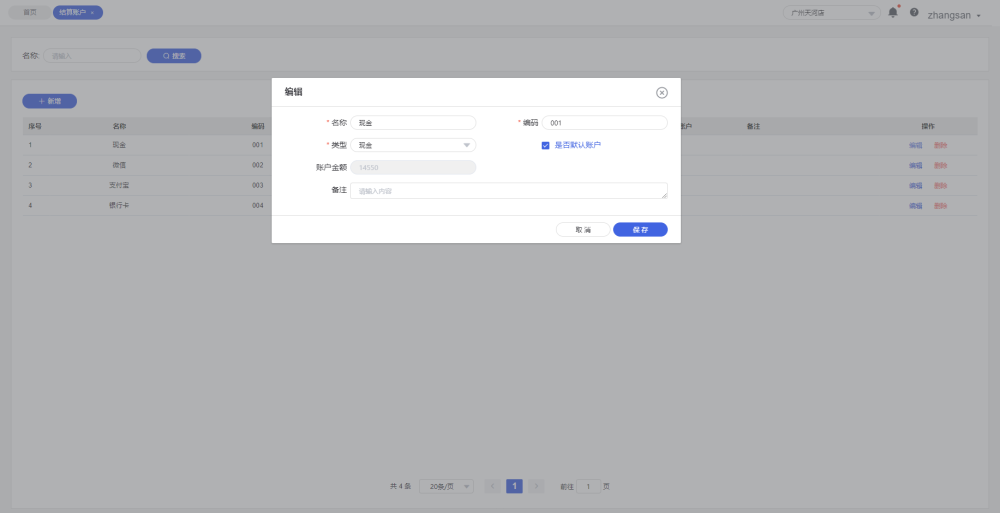 首页
结算账户 ×
广州天河店
zhangsan
名称:
请输入
搜索
+ 新增
序号 名称 编码 账户 备注 操作
1 现金 001 编辑 删除
2 微信 002 编辑 删除
3 支付宝 003 编辑 删除
4 银行卡 004 编辑 删除
编辑
* 名称 现金 * 编码 001
* 类型 现金 是否默认账户
账户金额 14550
备注 请输入内容
取消 保存
共 4 条 20条/页 < 1 > 前往 1 页